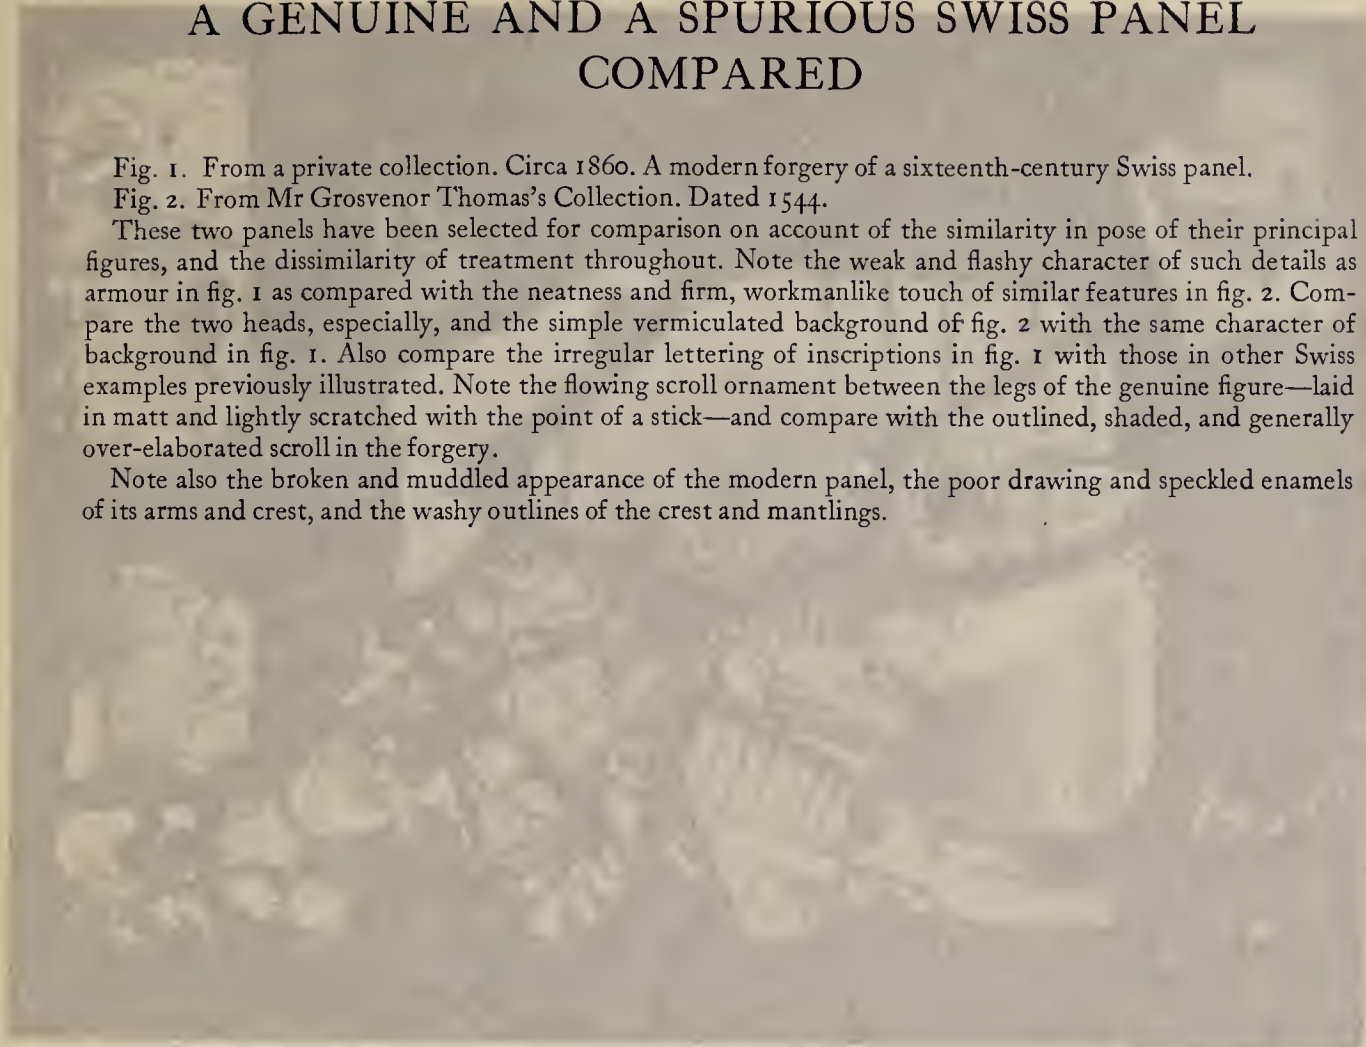 A GENUINE AND A SPURIOUS SWISS PANEL
COMPARED
Fig. 1. From a private collection. Circa 1860. A modern forgery of a sixteenth-century Swiss panel.
Fig. 2. From Mr Grosvenor Thomas's Collection. Dated 1544.
These two panels have been selected for comparison on account of the similarity in pose of their principal
figures, and the dissimilarity of treatment throughout. Note the weak and flashy character of such details as
armour in fig. 1 as compared with the neatness and firm, workmanlike touch of similar features in fig. 2. Com-
pare the two heads, especially, and the simple vermiculated background of fig. 2 with the same character of
background in fig. 1. Also compare the irregular lettering of inscriptions in fig. 1 with those in other Swiss
examples previously illustrated. Note the flowing scroll ornament between the legs of the genuine figure—laid
in matt and lightly scratched with the point of a stick—and compare with the outlined, shaded, and generally
over-elaborated scroll in the forgery.
Note also the broken and muddled appearance of the modern panel, the poor drawing and speckled enamels
of its arms and crest, and the washy outlines of the crest and mantlings.